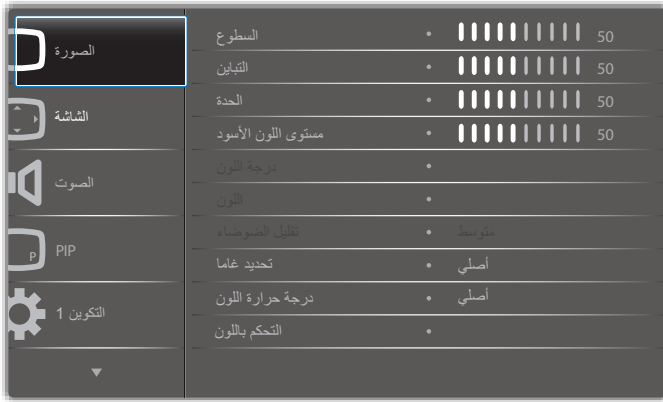 الصورة
الشاشة
الصوت
PIP
P
التكوين 1
السطوع • 50
التباين • 50
الحدة • 50
مستوى اللون الأسود • 50
درجة اللون •
اللون •
تقليل الضوضاء • متوسط
تحديد غاما • أصلي
درجة حرارة اللون • أصلي
التحكم باللون •